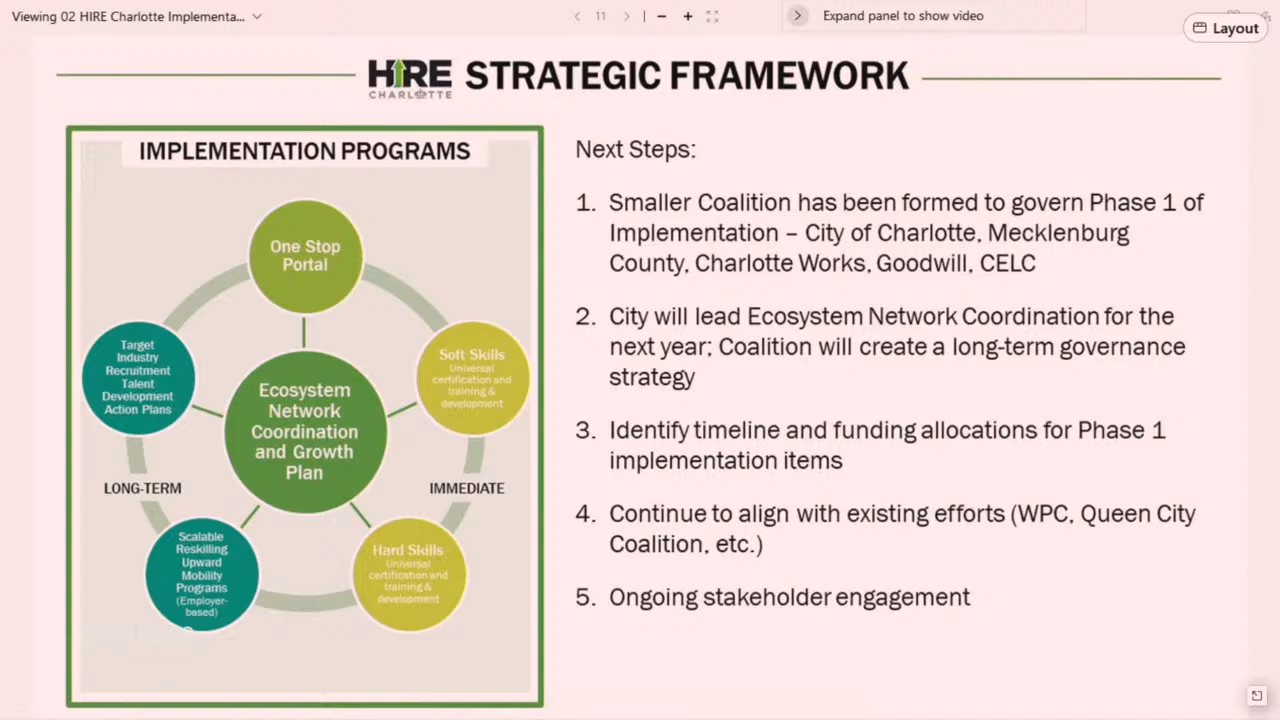 Viewing 02 HIRE Charlotte Implementa...
11
Expand panel to show video
Layout
HIRE
CHARLOTTE
STRATEGIC FRAMEWORK
IMPLEMENTATION PROGRAMS
One Stop
Portal
Target
Industry
Recruitment
Talent
Development
Action Plans
Soft Skills
Universal
certification and
training &
development
Ecosystem
Network
Coordination
and Growth
Plan
LONG-TERM
IMMEDIATE
Scalable
Reskilling
Upward
Mobility
Programs
(Employer-
based)
Hard Skills
Universal
certification and
training &
development
Next Steps:
1. Smaller Coalition has been formed to govern Phase 1 of
Implementation – City of Charlotte, Mecklenburg
County, Charlotte Works, Goodwill, CELC
2. City will lead Ecosystem Network Coordination for the
next year; Coalition will create a long-term governance
strategy
3. Identify timeline and funding allocations for Phase 1
implementation items
4. Continue to align with existing efforts (WPC, Queen City
Coalition, etc.)
5. Ongoing stakeholder engagement